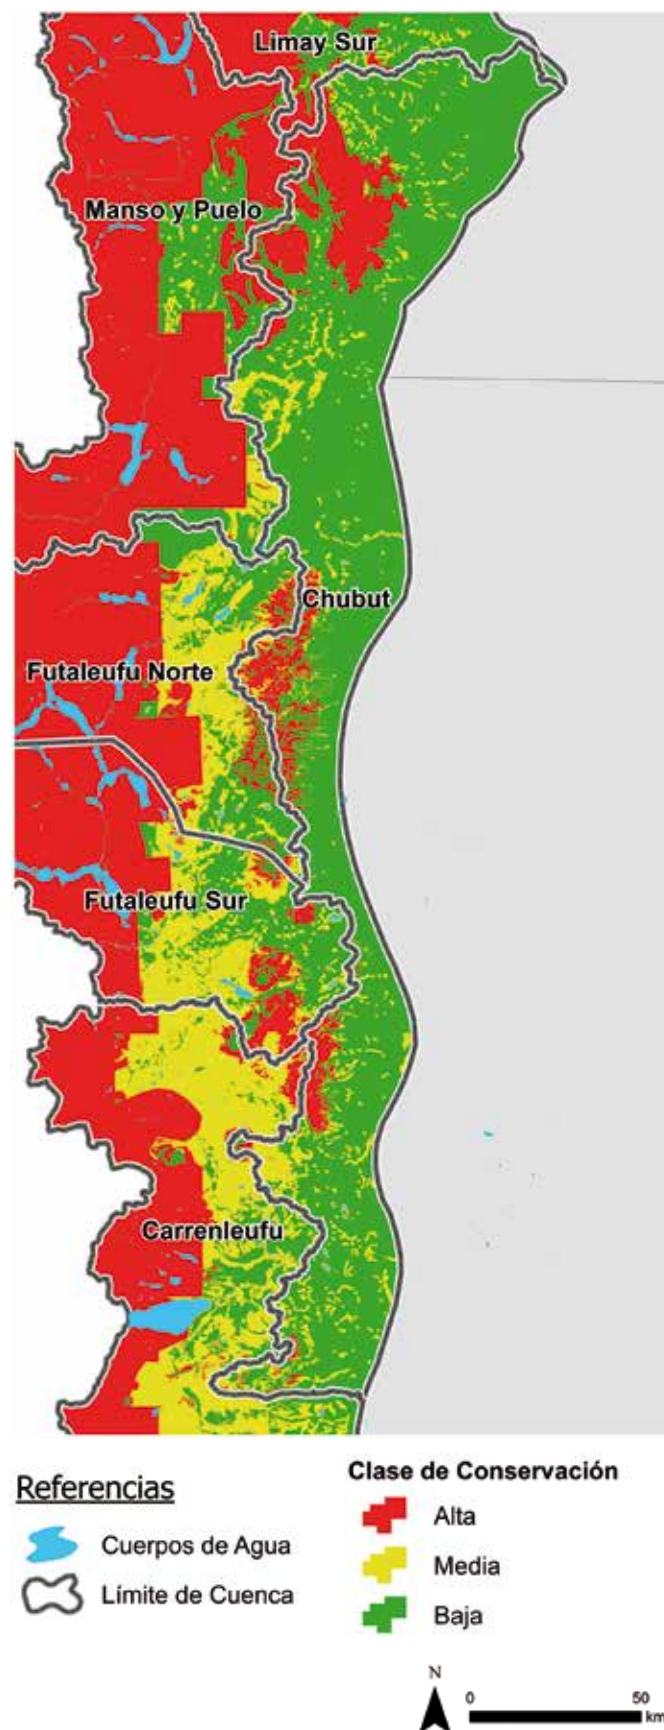 Limay Sur
Manso y Puelo
Chubut
Futaleufu Norte
Futaleufu Sur
Carrenleufu
Referencias
Cuerpos de Agua
Límite de Cuenca
Clase de Conservación
Alta
Media
Baja
N
0 50
km